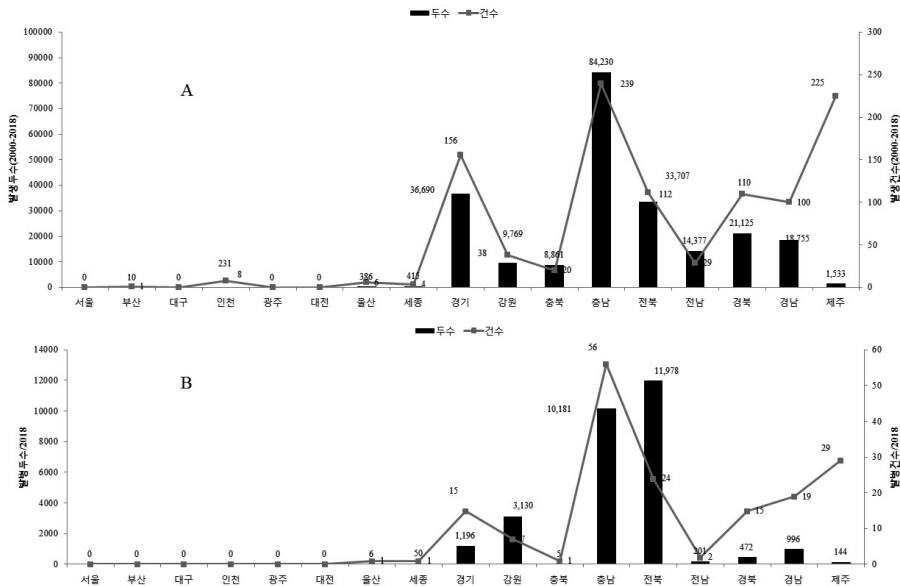 두수 건수
100000 300
90000
80000 250
70000
60000 200
50000 150
40000
30000 100
20000 50
10000
0 0
발생두수(2000-2018)
발생건수(2000-2018)
A
0 10 0 231 0 0 386 415 36,690 9,769 8,861 84,230 33,707 14,377 21,125 18,755 1,533
1 8 6 4 156 38 20 239 112 29 110 100 225
서울 부산 대구 인천 광주 대전 울산 세종 경기 강원 충북 충남 전북 전남 경북 경남 제주
두수 건수
14000 60
12000 50
10000 40
8000
6000 30
4000 20
2000 10
0 0
발병두수/2018
발병건수/2018
B
0 0 0 0 0 0 6 50 1,196 3,130 5 10,181 11,978 201 472 996 144
1 1 15 7 1 56 24 2 15 19 29
서울 부산 대구 인천 광주 대전 울산 세종 경기 강원 충북 충남 전북 전남 경북 경남 제주